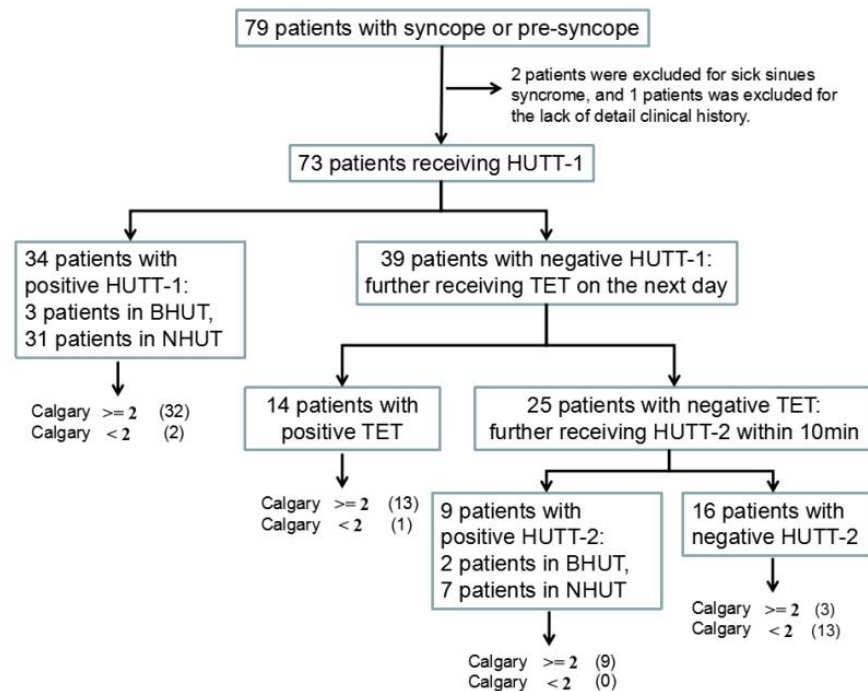 79 patients with syncope or pre-syncope
2 patients were excluded for sick sinues
syncrome, and 1 patients was excluded for
the lack of detail clinical history.
73 patients receiving HUTT-1
34 patients with
positive HUTT-1:
3 patients in BHUT,
31 patients in NHUT
39 patients with negative HUTT-1:
further receiving TET on the next day
Calgary >= 2 (32)
Calgary < 2 (2)
14 patients with
positive TET
25 patients with negative TET:
further receiving HUTT-2 within 10min
Calgary >= 2 (13)
Calgary < 2 (1)
9 patients with
positive HUTT-2:
2 patients in BHUT,
7 patients in NHUT
16 patients with
negative HUTT-2
Calgary >= 2 (3)
Calgary < 2 (13)
Calgary >= 2 (9)
Calgary < 2 (0)